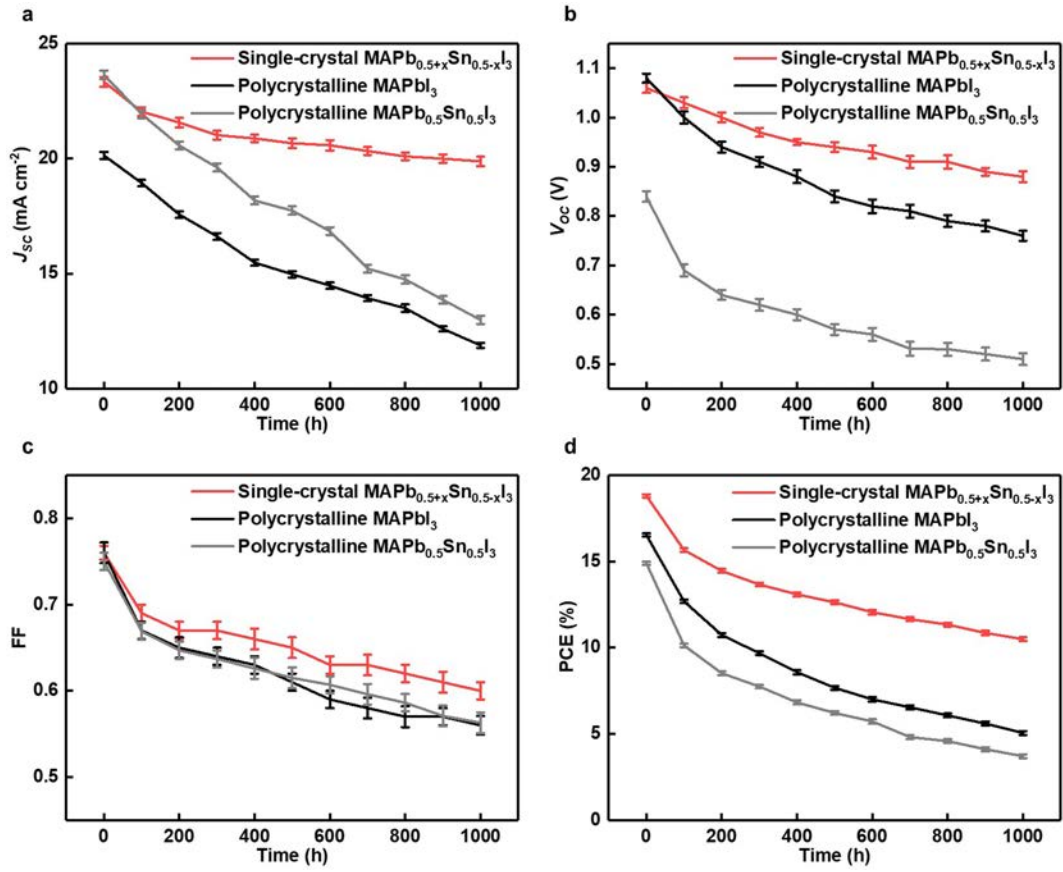 a
25
20
15
10
J_SC (mA cm⁻²)
Single-crystal MAPb₀.₅₊ₓSn₀.₅₋ₓI₃
Polycrystalline MAPbI₃
Polycrystalline MAPb₀.₅Sn₀.₅I₃
0 200 400 600 800 1000
Time (h)
b
1.1
1.0
0.9
0.8
0.7
0.6
0.5
V_OC (V)
Single-crystal MAPb₀.₅₊ₓSn₀.₅₋ₓI₃
Polycrystalline MAPbI₃
Polycrystalline MAPb₀.₅Sn₀.₅I₃
0 200 400 600 800 1000
Time (h)
c
0.8
0.7
0.6
0.5
FF
Single-crystal MAPb₀.₅₊ₓSn₀.₅₋ₓI₃
Polycrystalline MAPbI₃
Polycrystalline MAPb₀.₅Sn₀.₅I₃
0 200 400 600 800 1000
Time (h)
d
20
15
10
5
0
PCE (%)
Single-crystal MAPb₀.₅₊ₓSn₀.₅₋ₓI₃
Polycrystalline MAPbI₃
Polycrystalline MAPb₀.₅Sn₀.₅I₃
0 200 400 600 800 1000
Time (h)